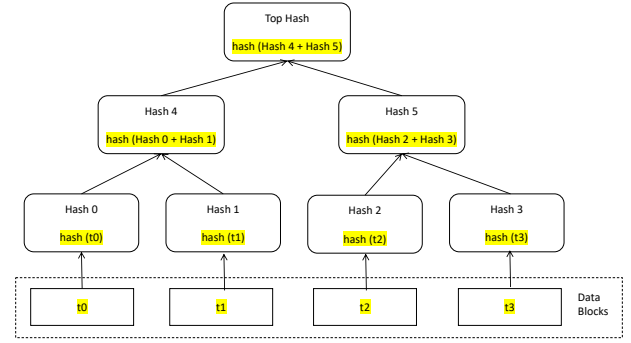 Top Hash
hash (Hash 4 + Hash 5)
Hash 4
hash (Hash 0 + Hash 1)
Hash 5
hash (Hash 2 + Hash 3)
Hash 0
hash (t0)
Hash 1
hash (t1)
Hash 2
hash (t2)
Hash 3
hash (t3)
t0
t1
t2
t3
Data
Blocks